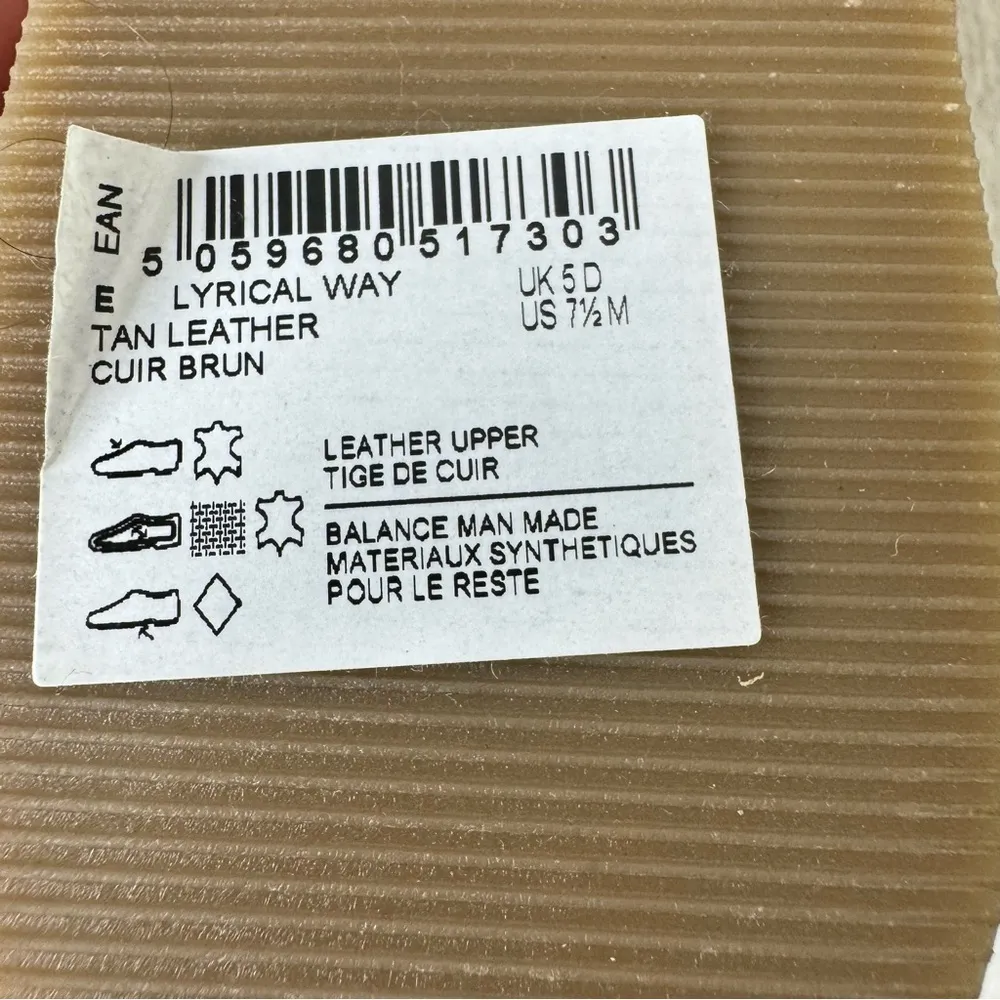 EAN
5 059680 517303
E LYRICAL WAY
UK 5 D
TAN LEATHER
US 7½ M
CUIR BRUN
LEATHER UPPER
TIGE DE CUIR
BALANCE MAN MADE
MATERIAUX SYNTHETIQUES
POUR LE RESTE